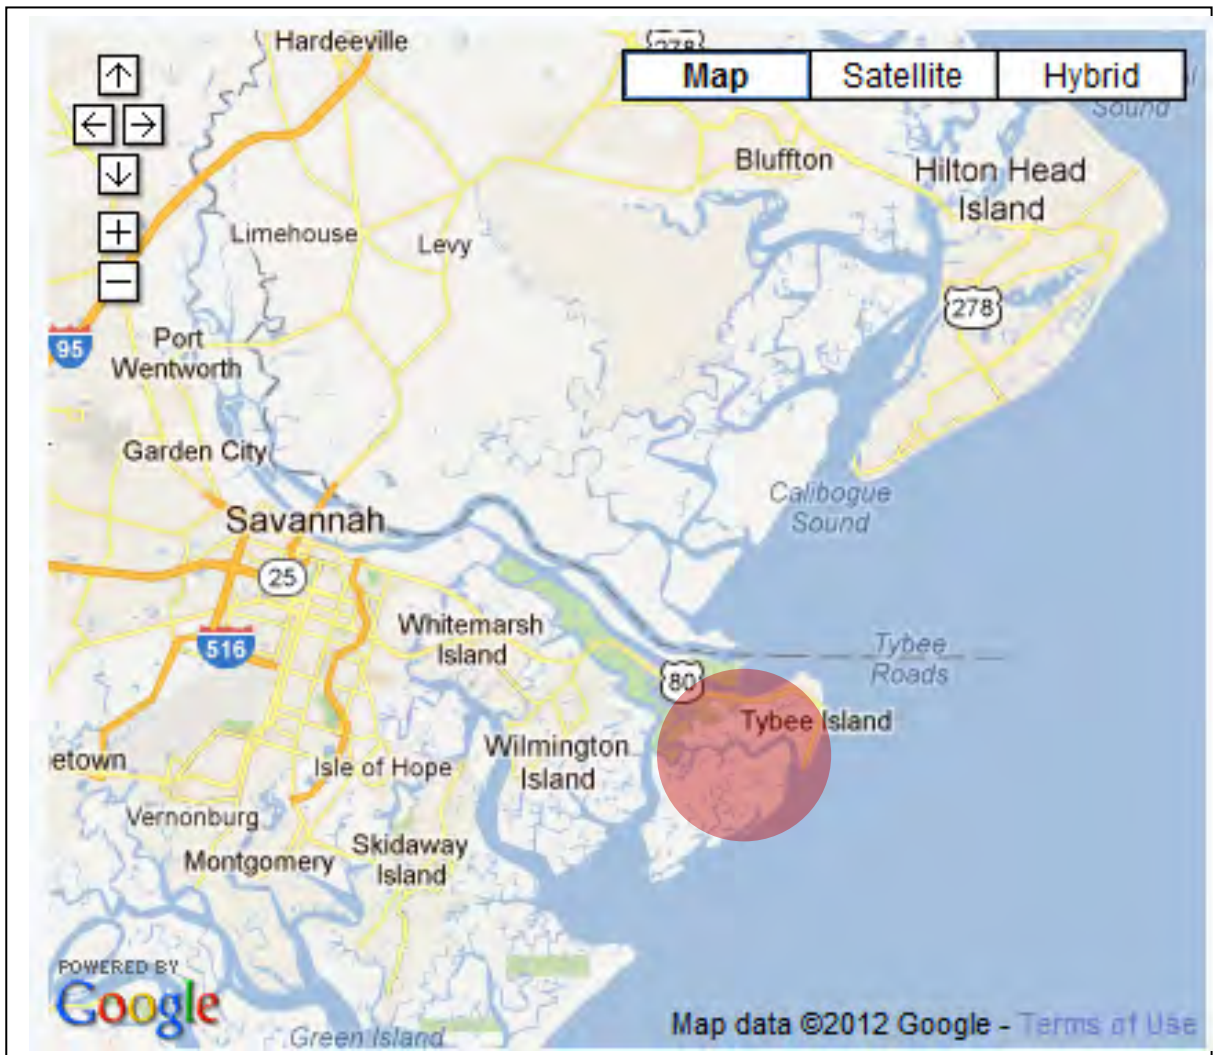 Hardeeville
278
Map Satellite Hybrid
Sound
Bluffton
Hilton Head
Island
Limehouse
Levy
278
95
Port
Wentworth
Garden City
Calibogue
Sound
Savannah
25
Whitemarsh
Island
516
Tybee
Roads
80
Tybee Island
Wilmington
Island
etown
Isle of Hope
Vernonburg
Skidaway
Island
Montgomery
POWERED BY
Google
Green Island
Map data ©2012 Google - Terms of Use